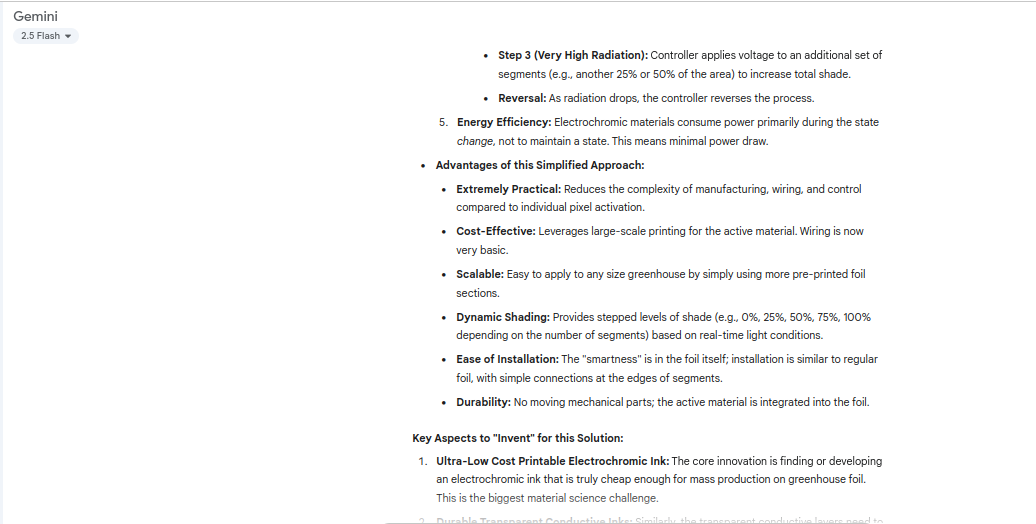 Gemini
2.5 Flash
• Step 3 (Very High Radiation): Controller applies voltage to an additional set of
segments (e.g., another 25% or 50% of the area) to increase total shade.
• Reversal: As radiation drops, the controller reverses the process.
5. Energy Efficiency: Electrochromic materials consume power primarily during the state
change, not to maintain a state. This means minimal power draw.
• Advantages of this Simplified Approach:
• Extremely Practical: Reduces the complexity of manufacturing, wiring, and control
compared to individual pixel activation.
• Cost-Effective: Leverages large-scale printing for the active material. Wiring is now
very basic.
• Scalable: Easy to apply to any size greenhouse by simply using more pre-printed foil
sections.
• Dynamic Shading: Provides stepped levels of shade (e.g., 0%, 25%, 50%, 75%, 100%
depending on the number of segments) based on real-time light conditions.
• Ease of Installation: The "smartness" is in the foil itself; installation is similar to regular
foil, with simple connections at the edges of segments.
• Durability: No moving mechanical parts; the active material is integrated into the foil.
Key Aspects to "Invent" for this Solution:
1. Ultra-Low Cost Printable Electrochromic Ink: The core innovation is finding or developing
an electrochromic ink that is truly cheap enough for mass production on greenhouse foil.
This is the biggest material science challenge.
2. Durable Transparent Conductive Inks: Similarly, the transparent conductive layers need to